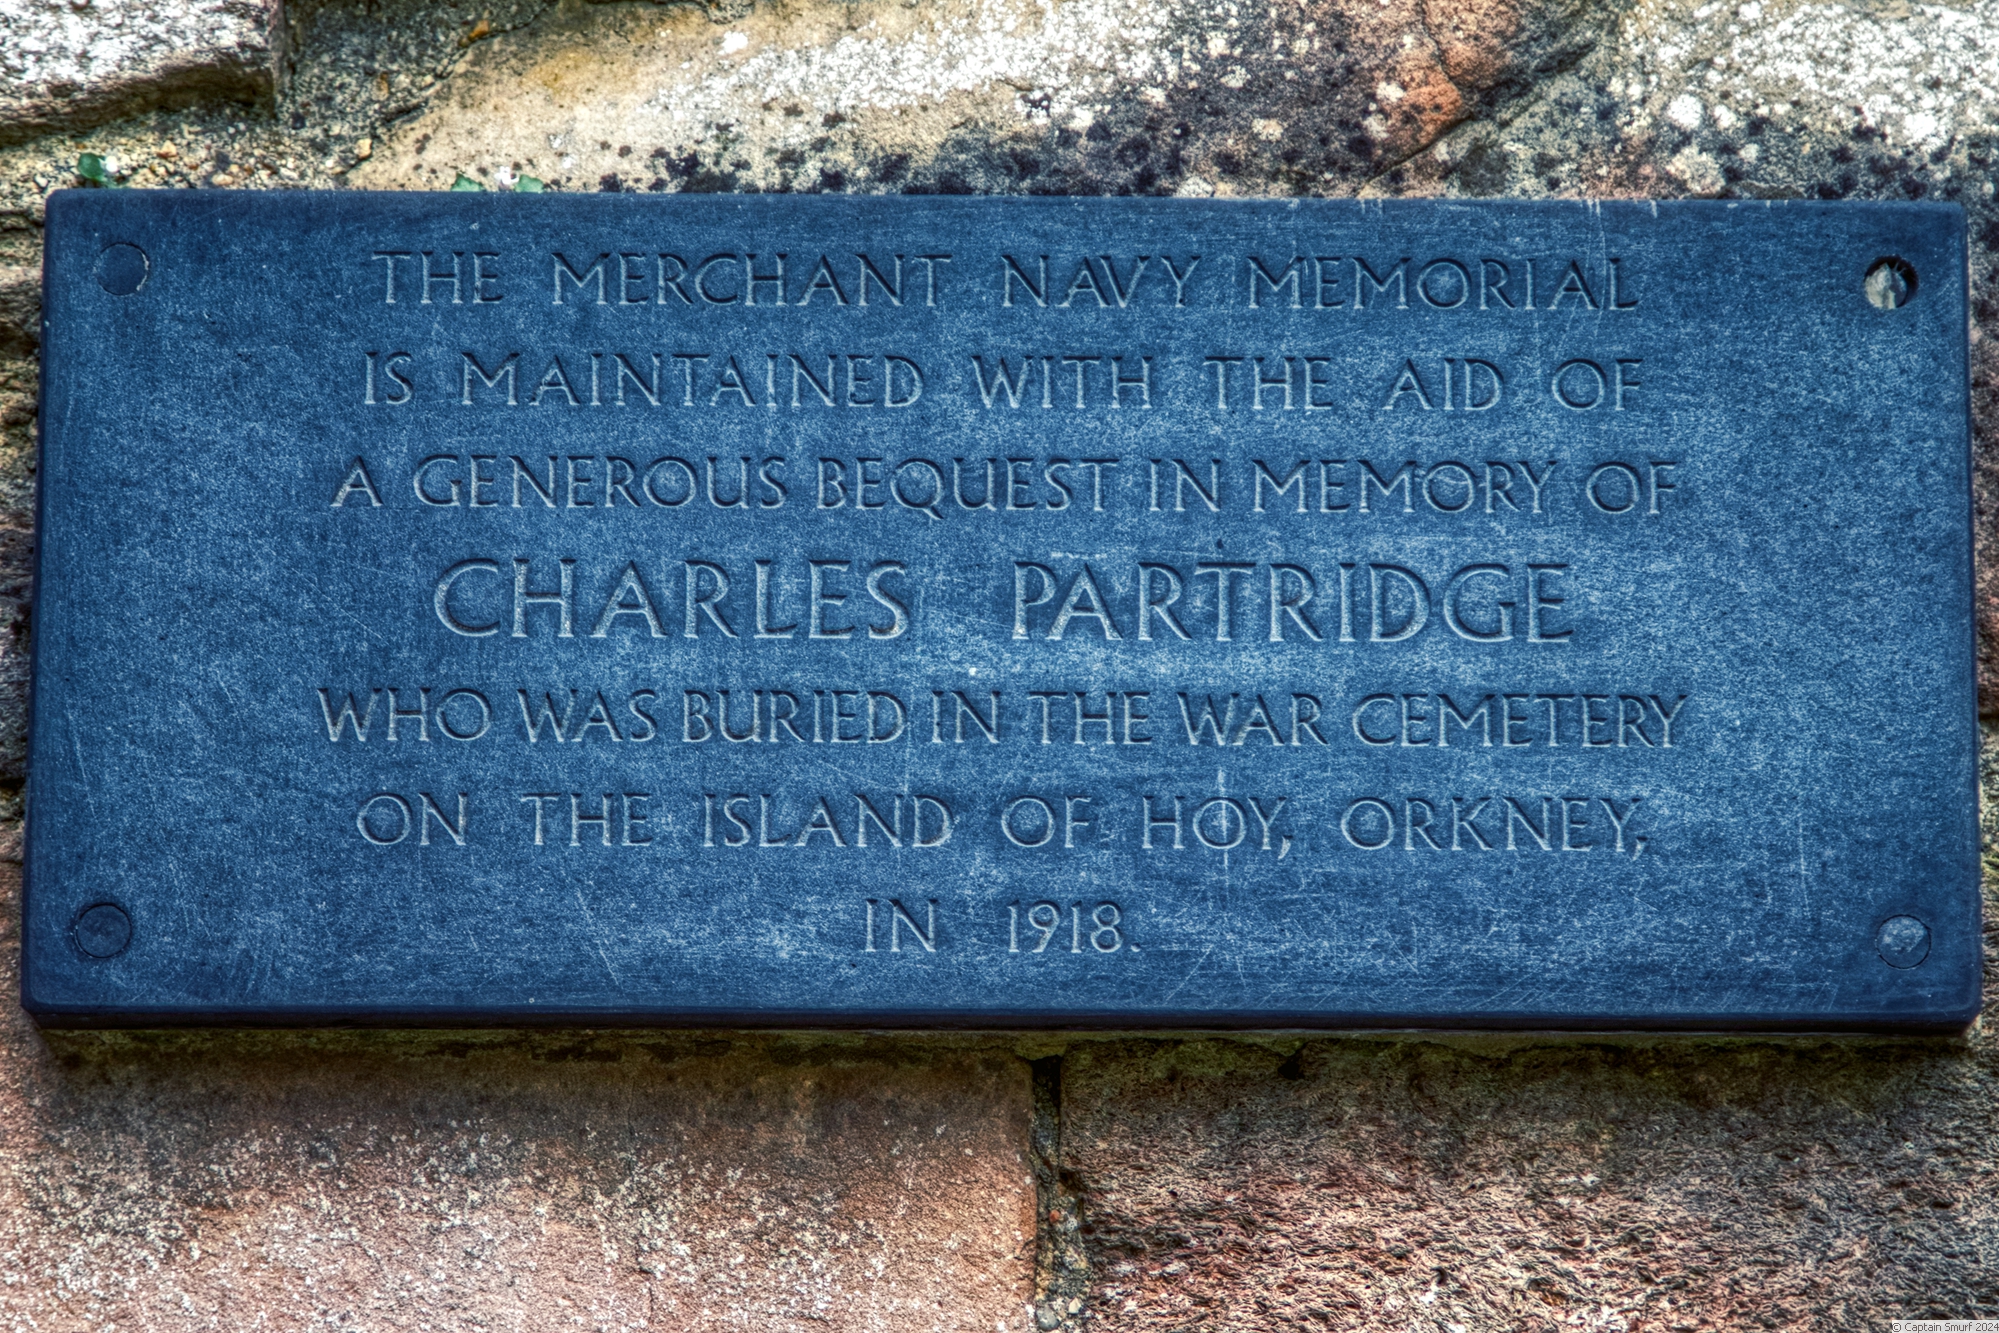 THE MERCHANT NAVY MEMORIAL
IS MAINTAINED WITH THE AID OF
A GENEROUS BEQUEST IN MEMORY OF
CHARLES PARTRIDGE
WHO WAS BURIED IN THE WAR CEMETERY
ON THE ISLAND OF HOY, ORKNEY,
IN 1918.
© Captain Smurf 2024